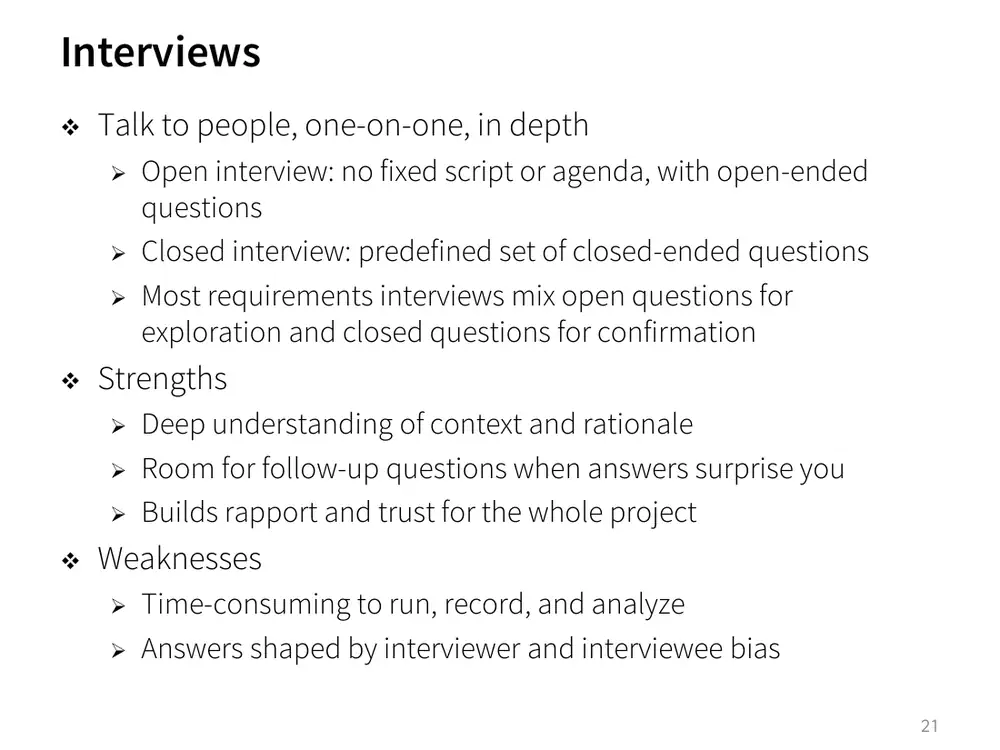 Interviews
❖ Talk to people, one-on-one, in depth
➢ Open interview: no fixed script or agenda, with open-ended
questions
➢ Closed interview: predefined set of closed-ended questions
➢ Most requirements interviews mix open questions for
exploration and closed questions for confirmation
❖ Strengths
➢ Deep understanding of context and rationale
➢ Room for follow-up questions when answers surprise you
➢ Builds rapport and trust for the whole project
❖ Weaknesses
➢ Time-consuming to run, record, and analyze
➢ Answers shaped by interviewer and interviewee bias
21